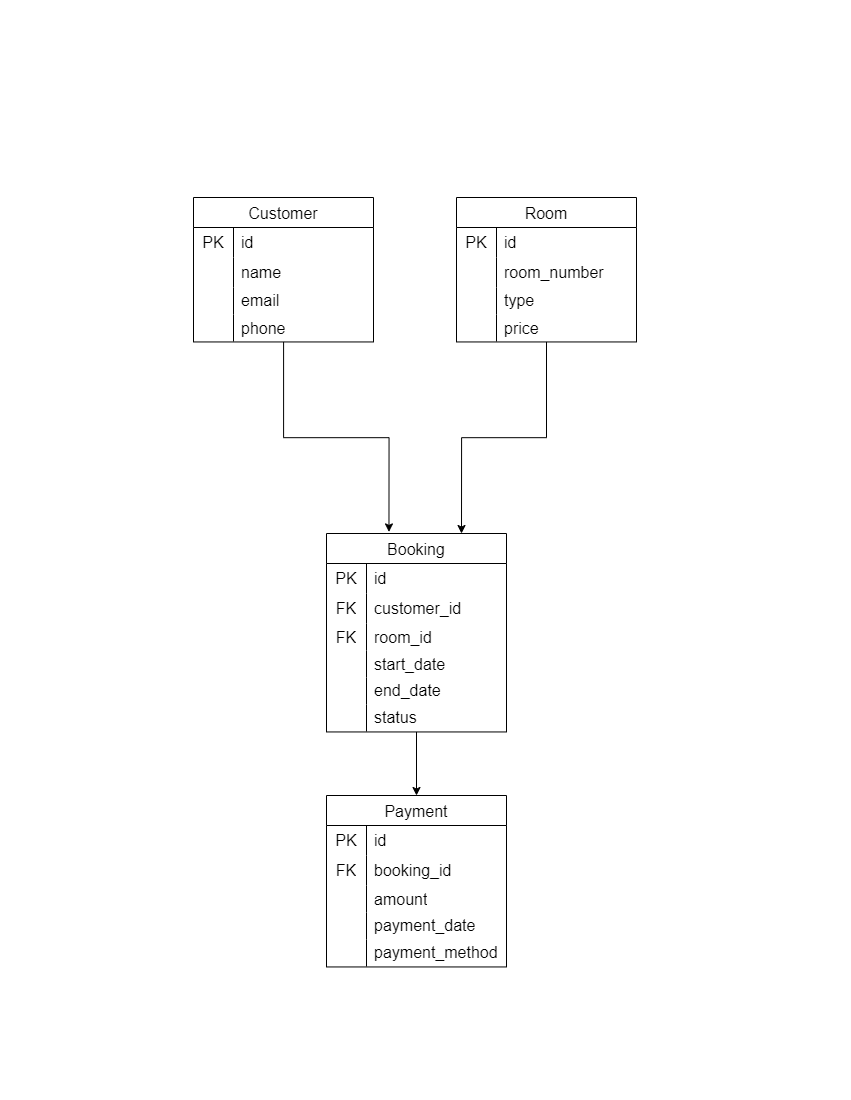 Customer
PK id
name
email
phone
Room
PK id
room_number
type
price
Booking
PK id
FK customer_id
FK room_id
start_date
end_date
status
Payment
PK id
FK booking_id
amount
payment_date
payment_method